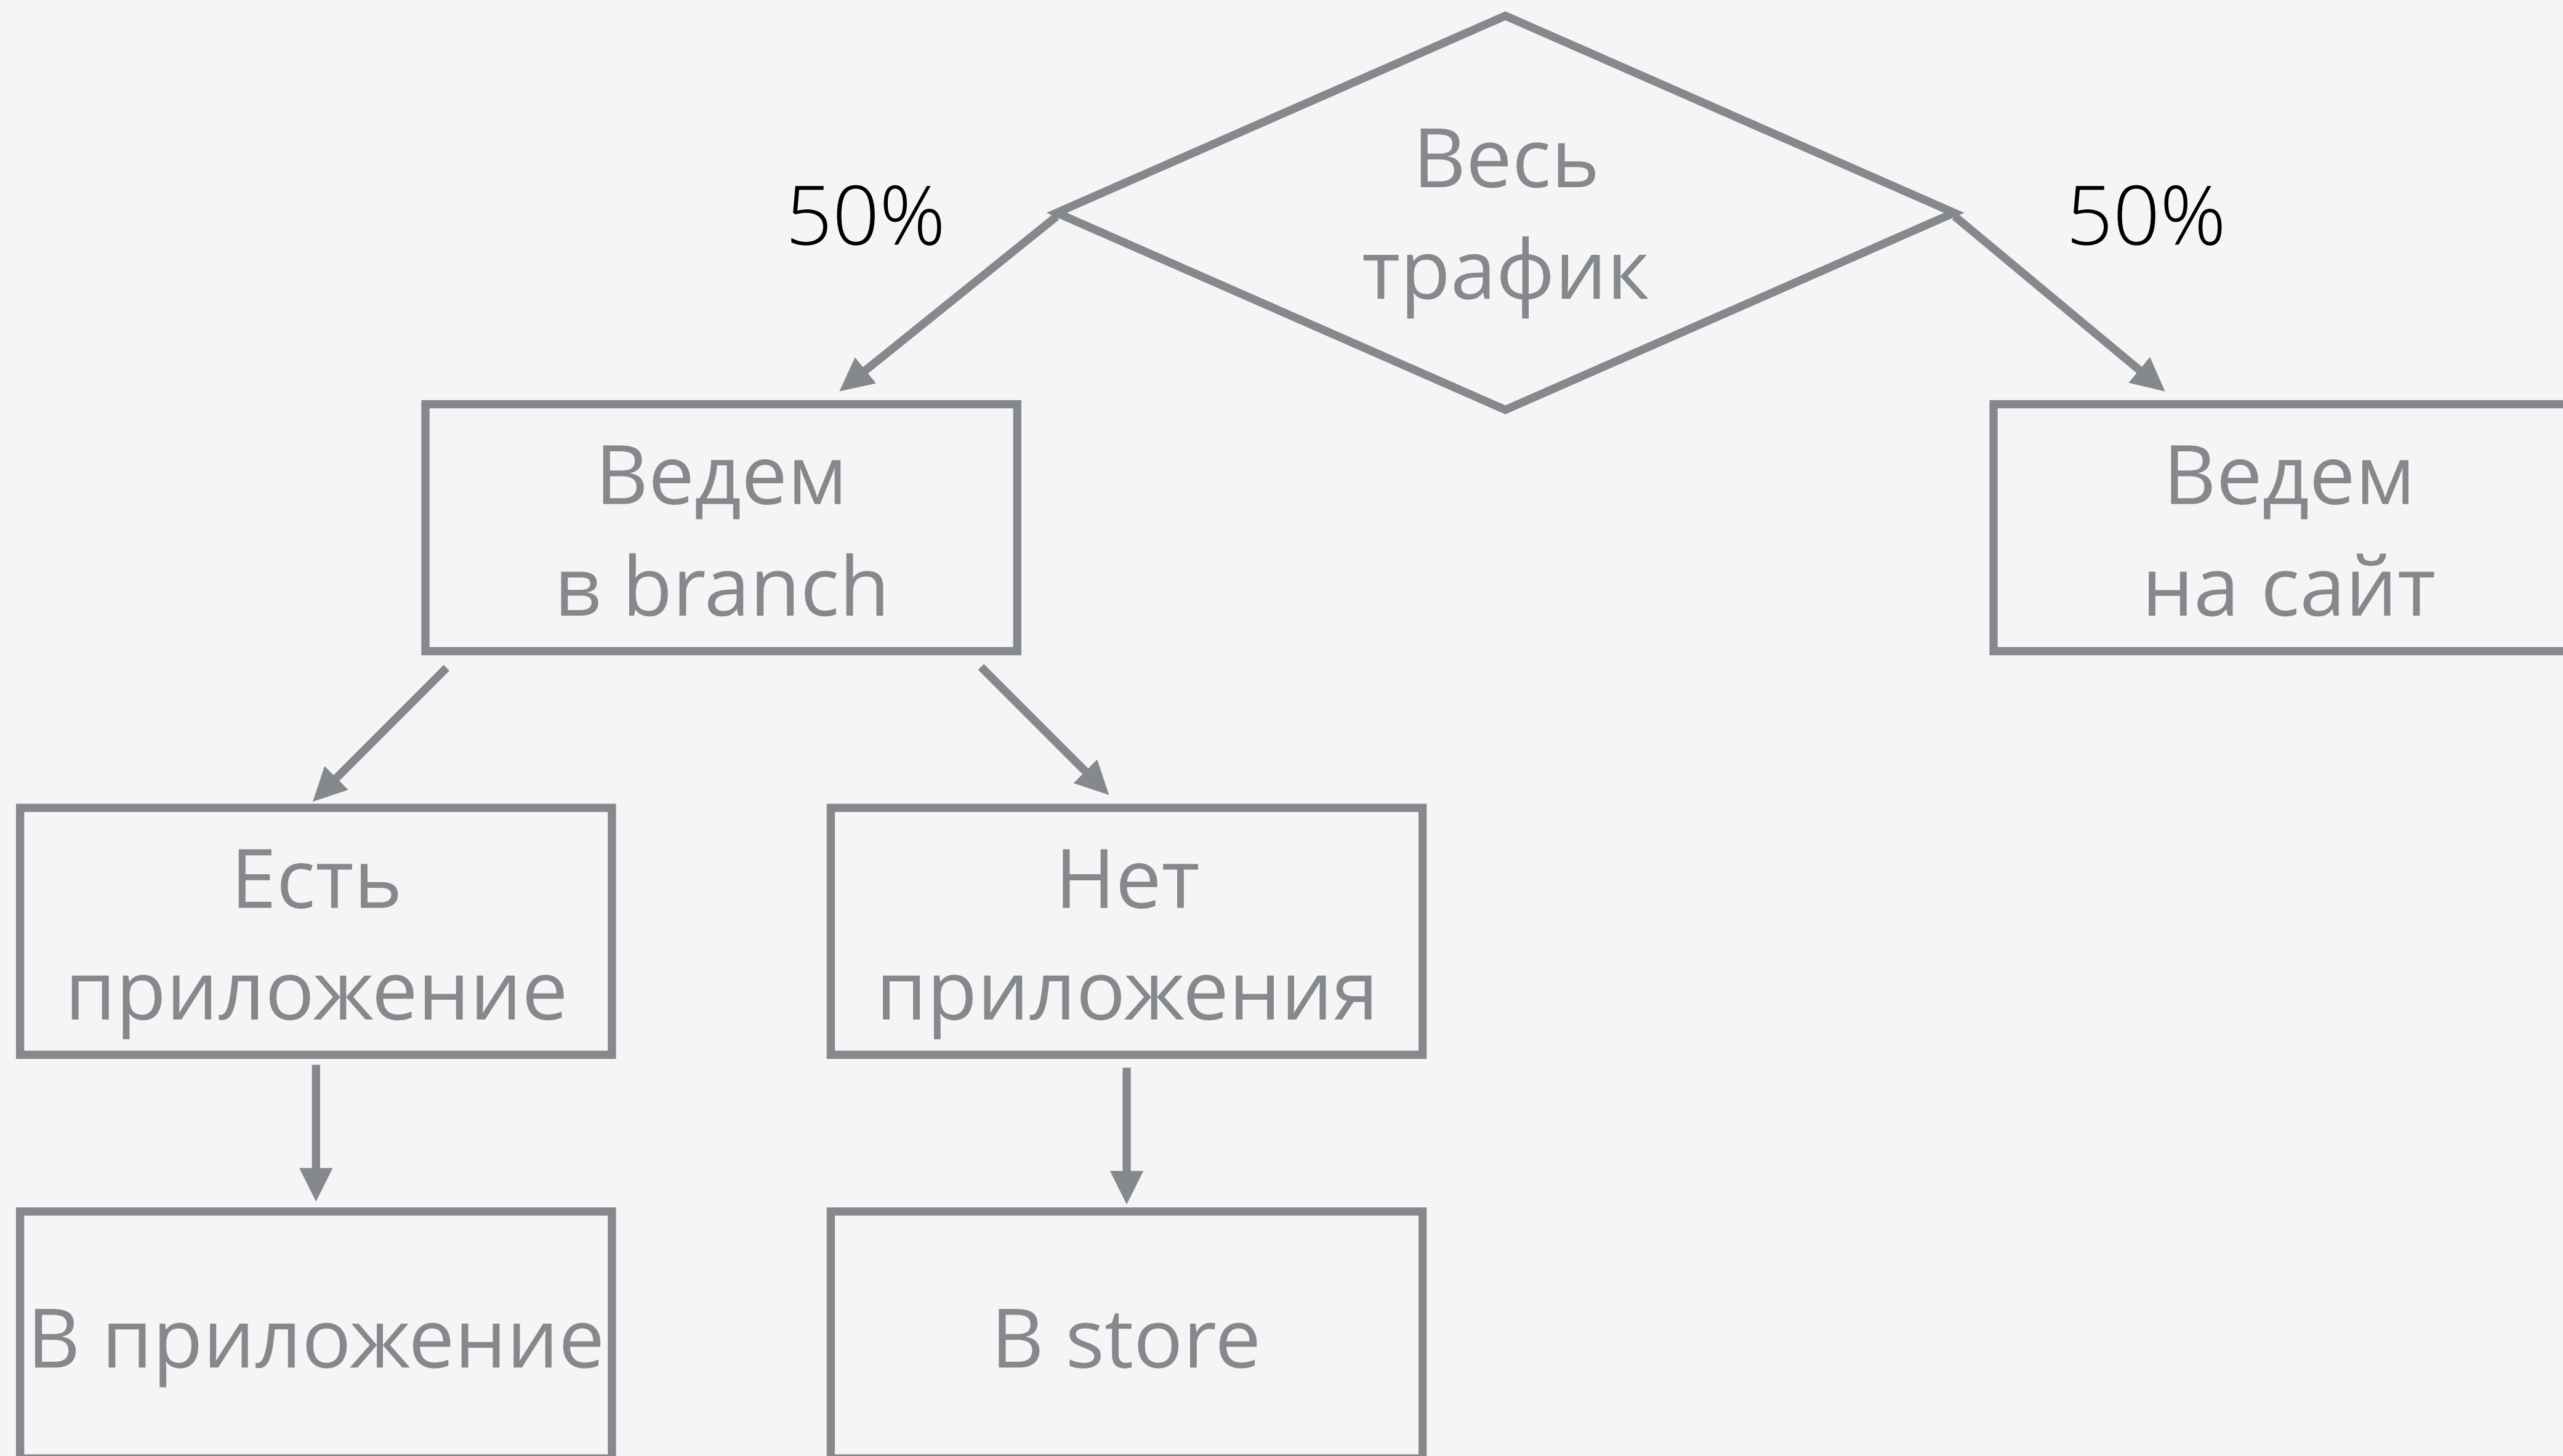 Весь
трафик
50%
50%
Ведем
в branch
Ведем
на сайт
Есть
приложение
Нет
приложения
В приложение
В store